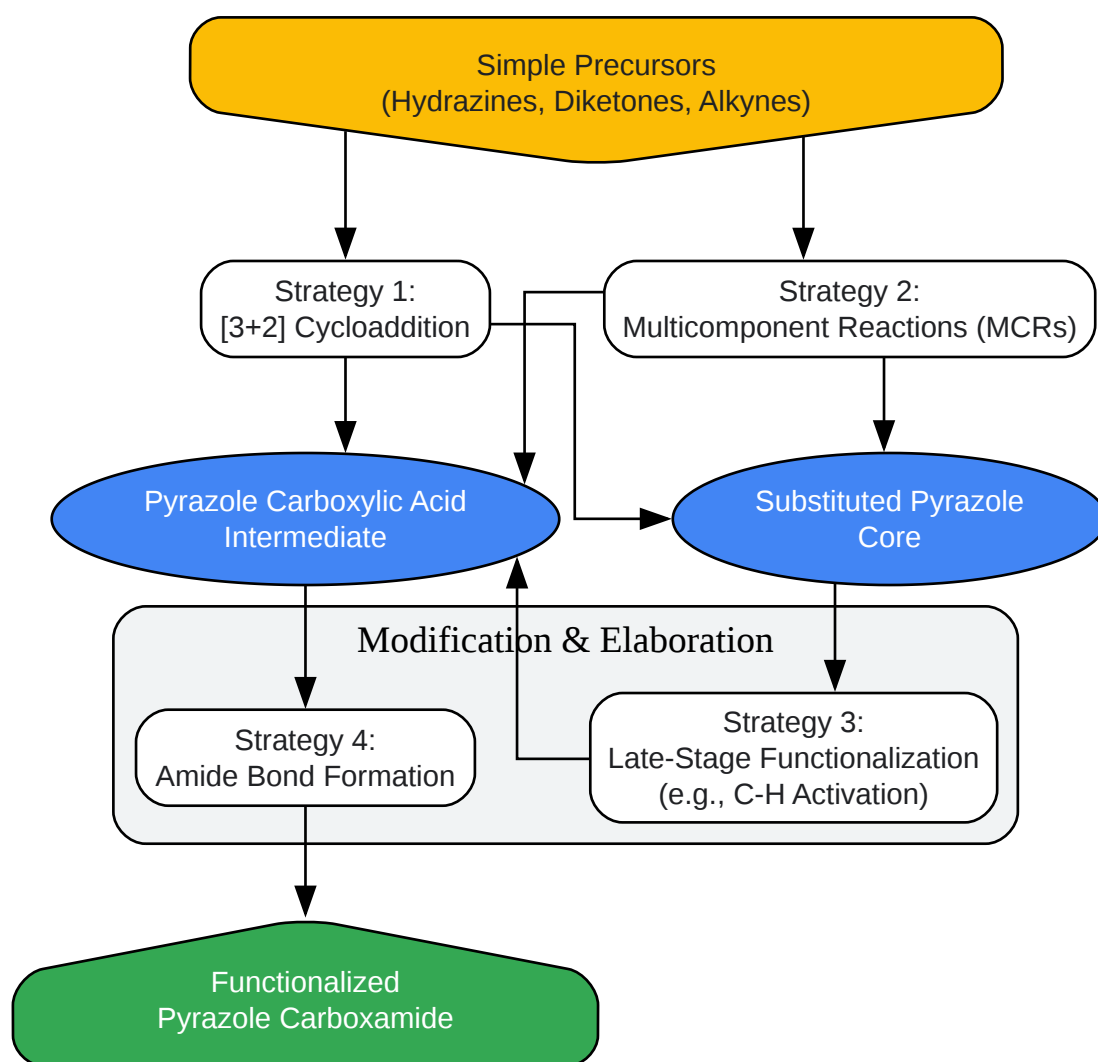 Simple Precursors
(Hydrazines, Diketones, Alkynes)
Strategy 1:
[3+2] Cycloaddition
Strategy 2:
Multicomponent Reactions (MCRs)
Pyrazole Carboxylic Acid
Intermediate
Substituted Pyrazole
Core
Modification & Elaboration
Strategy 4:
Amide Bond Formation
Strategy 3:
Late-Stage Functionalization
(e.g., C-H Activation)
Functionalized
Pyrazole Carboxamide